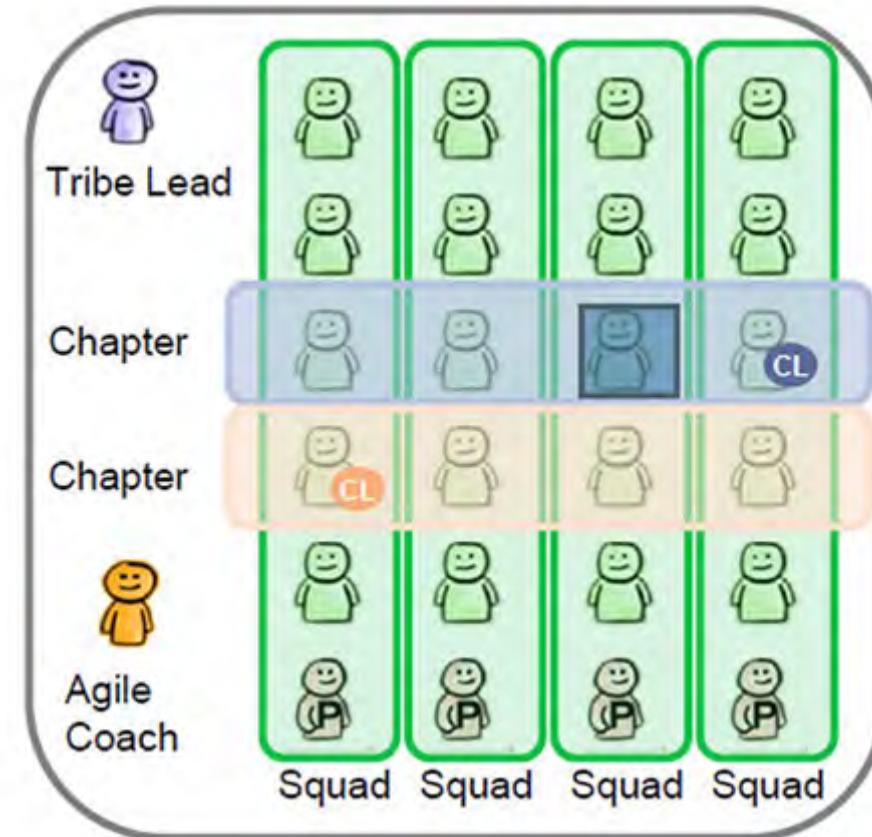 Tribe Lead
Chapter
CL
Chapter
CL
Agile
Coach
P P P P
Squad Squad Squad Squad